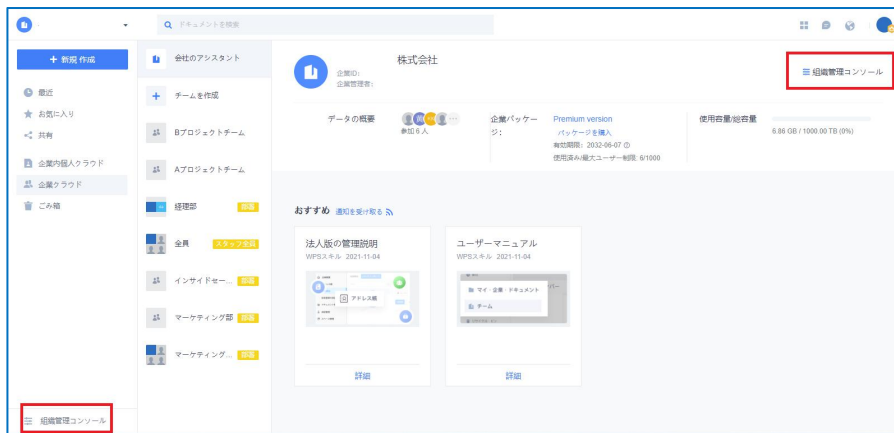 ドキュメントを検索
+ 新規作成
最近
お気に入り
共有
企業内個人クラウド
企業クラウド
ごみ箱
組織管理コンソール
会社のアシスタント
チームを作成
Bプロジェクトチーム
Aプロジェクトチーム
経理部 部署
全員 スタッフ全員
インサイドセー... 部署
マーケティング部 部署
マーケティング... 部署
株式会社
企業ID:
企業管理者:
組織管理コンソール
データの概要
参加 6 人
企業パッケージ:
Premium version
パッケージを購入
有効期限: 2032-06-07
使用済み/最大ユーザー制限: 6/1000
使用容量/総容量
6.86 GB / 1000.00 TB (0%)
おすすめ 通知を受け取る
法人版の管理説明
WPSスキル 2021-11-04
アドレス帳
詳細
ユーザーマニュアル
WPSスキル 2021-11-04
マイ・企業・ドキュメント
チーム
詳細